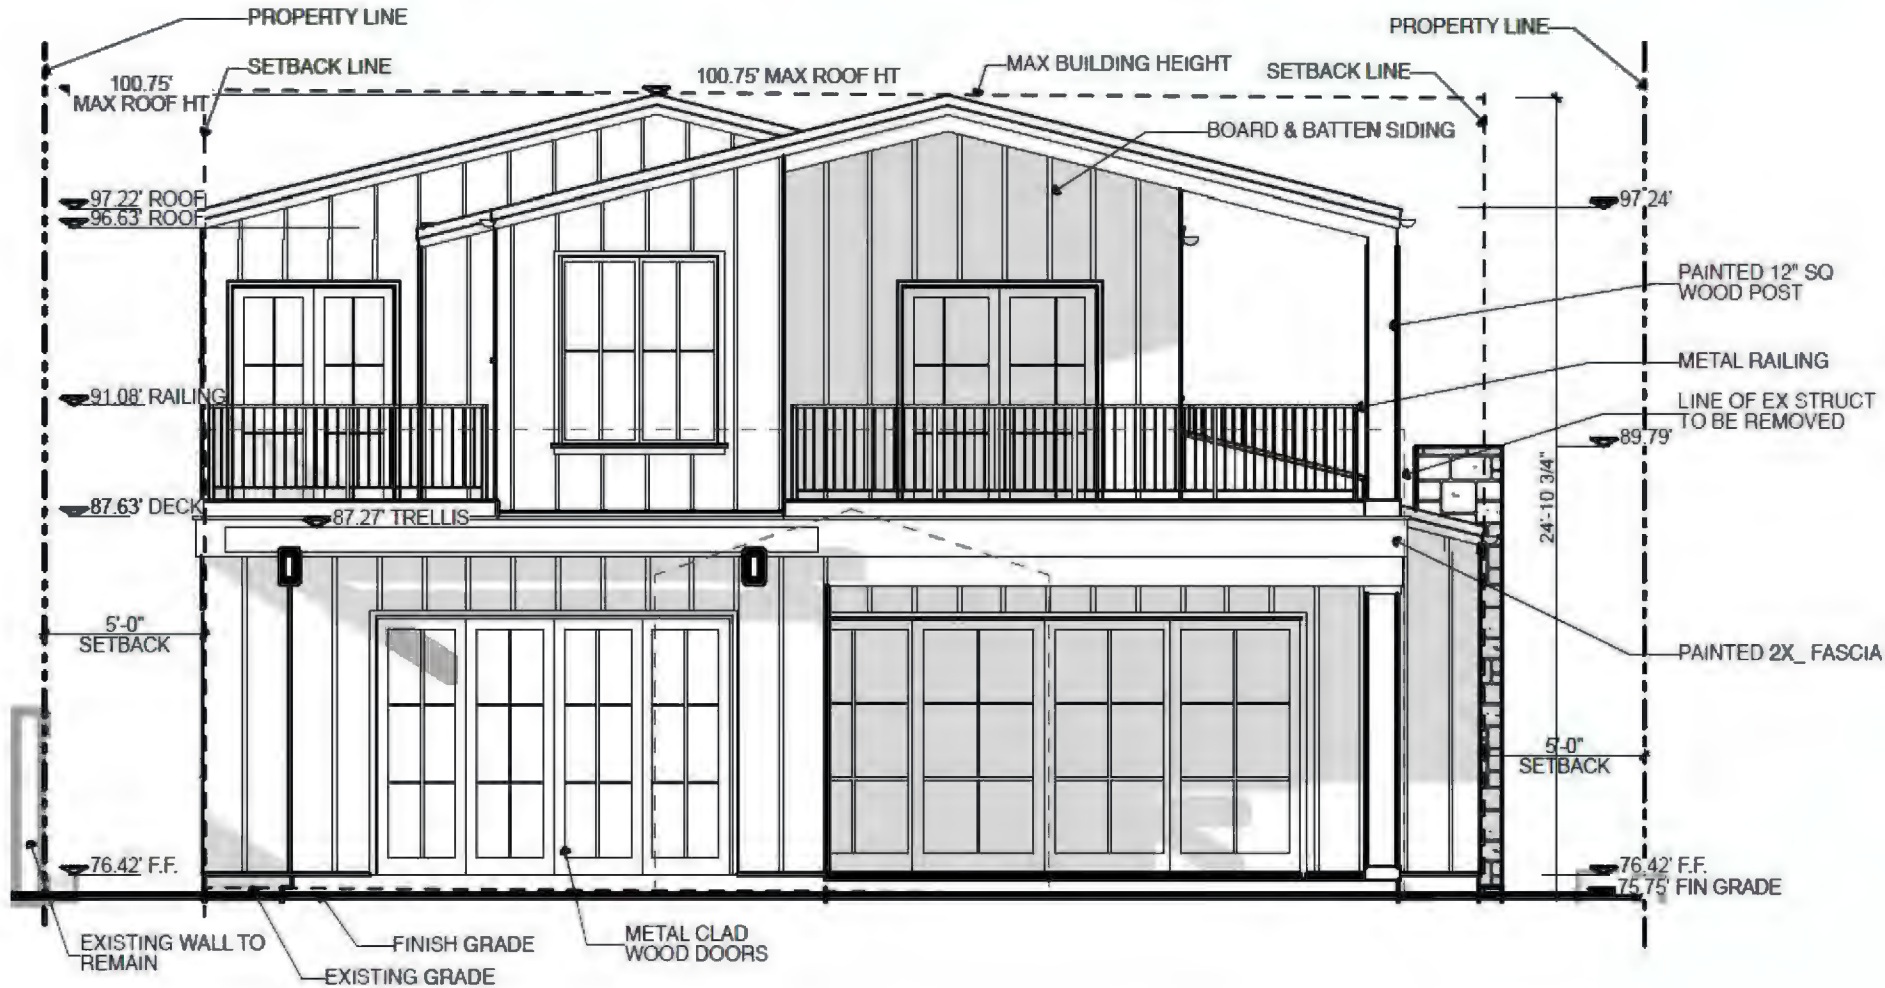 PROPERTY LINE
PROPERTY LINE
SETBACK LINE
100.75'
MAX ROOF HT
100.75' MAX ROOF HT
MAX BUILDING HEIGHT
SETBACK LINE
BOARD & BATTEN SIDING
97.22' ROOF
96.63' ROOF
97.24'
PAINTED 12" SQ
WOOD POST
METAL RAILING
91.08' RAILING
LINE OF EX STRUCT
TO BE REMOVED
89.79'
24'-10 3/4"
87.63' DECK
87.27' TRELLIS
5'-0"
SETBACK
PAINTED 2X_ FASCIA
5'-0"
SETBACK
76.42' F.F.
76.42' F.F.
75.75' FIN GRADE
EXISTING WALL TO
REMAIN
FINISH GRADE
EXISTING GRADE
METAL CLAD
WOOD DOORS